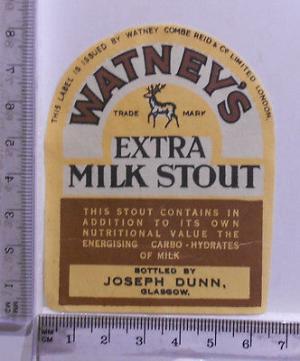 THIS LABEL IS ISSUED BY WATNEY COMBE REID & Co LIMITED LONDON.
WATNEY'S
TRADE MARK
EXTRA
MILK STOUT
THIS STOUT CONTAINS IN
ADDITION TO ITS OWN
NUTRITIONAL VALUE THE
ENERGISING CARBO-HYDRATES
OF MILK
BOTTLED BY
JOSEPH DUNN,
GLASGOW.
MM
CM 1 2 3 4 5 6 7